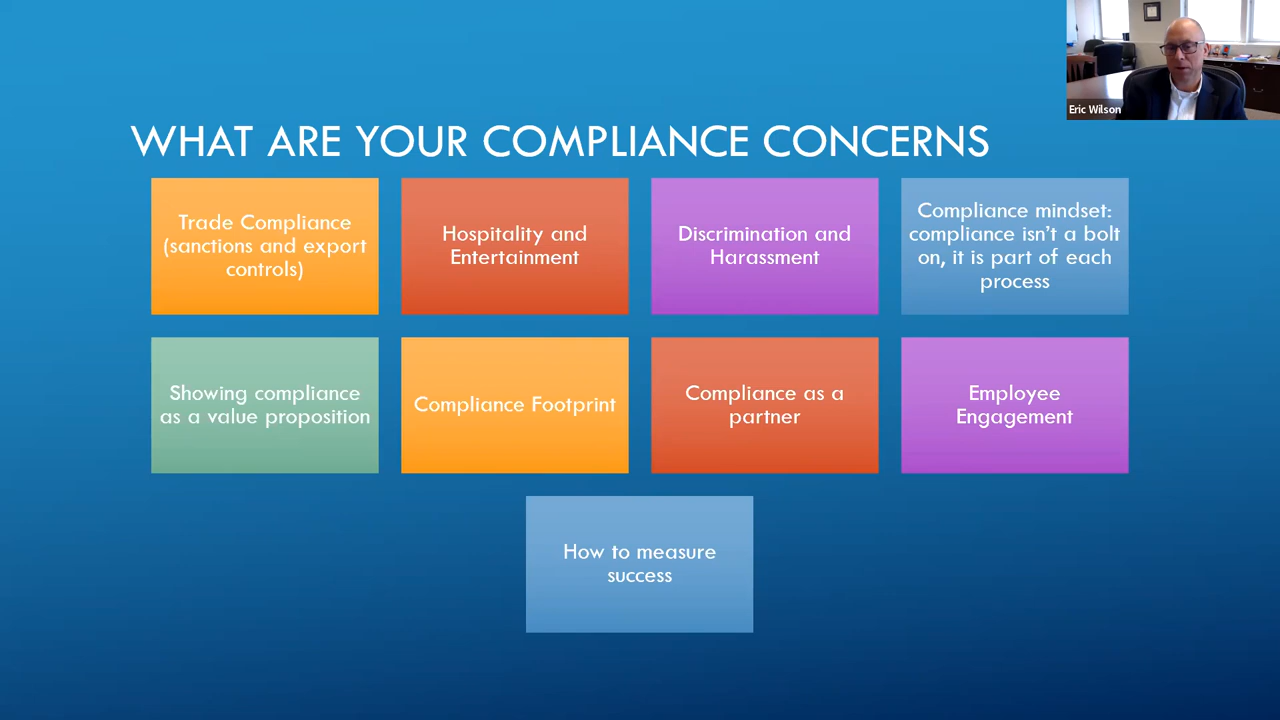 Eric Wilson
WHAT ARE YOUR COMPLIANCE CONCERNS
Trade Compliance
(sanctions and export
controls)
Hospitality and
Entertainment
Discrimination and
Harassment
Compliance mindset:
compliance isn’t a bolt
on, it is part of each
process
Showing compliance
as a value proposition
Compliance Footprint
Compliance as a
partner
Employee
Engagement
How to measure
success